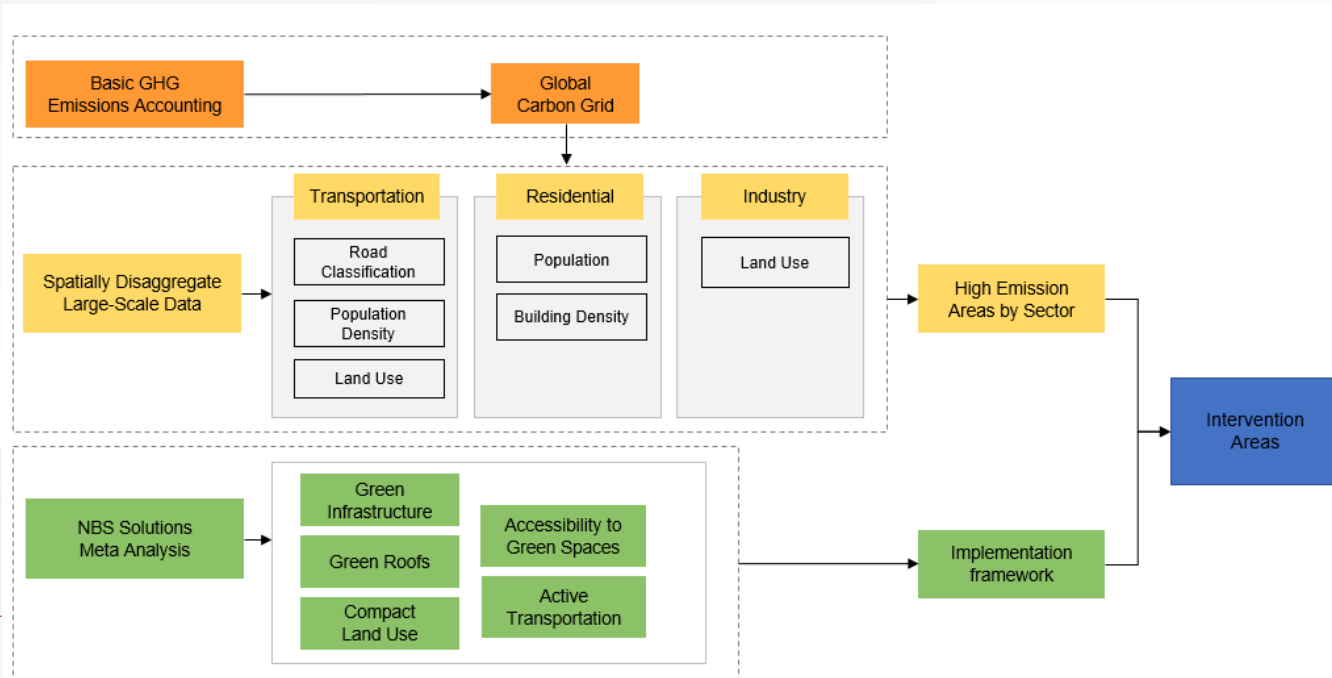 Basic GHG
Emissions Accounting
Global
Carbon Grid
Spatially Disaggregate
Large-Scale Data
Transportation
Road
Classification
Population
Density
Land Use
Residential
Population
Building Density
Industry
Land Use
High Emission
Areas by Sector
NBS Solutions
Meta Analysis
Green
Infrastructure
Green Roofs
Compact
Land Use
Accessibility to
Green Spaces
Active
Transportation
Implementation
framework
Intervention
Areas